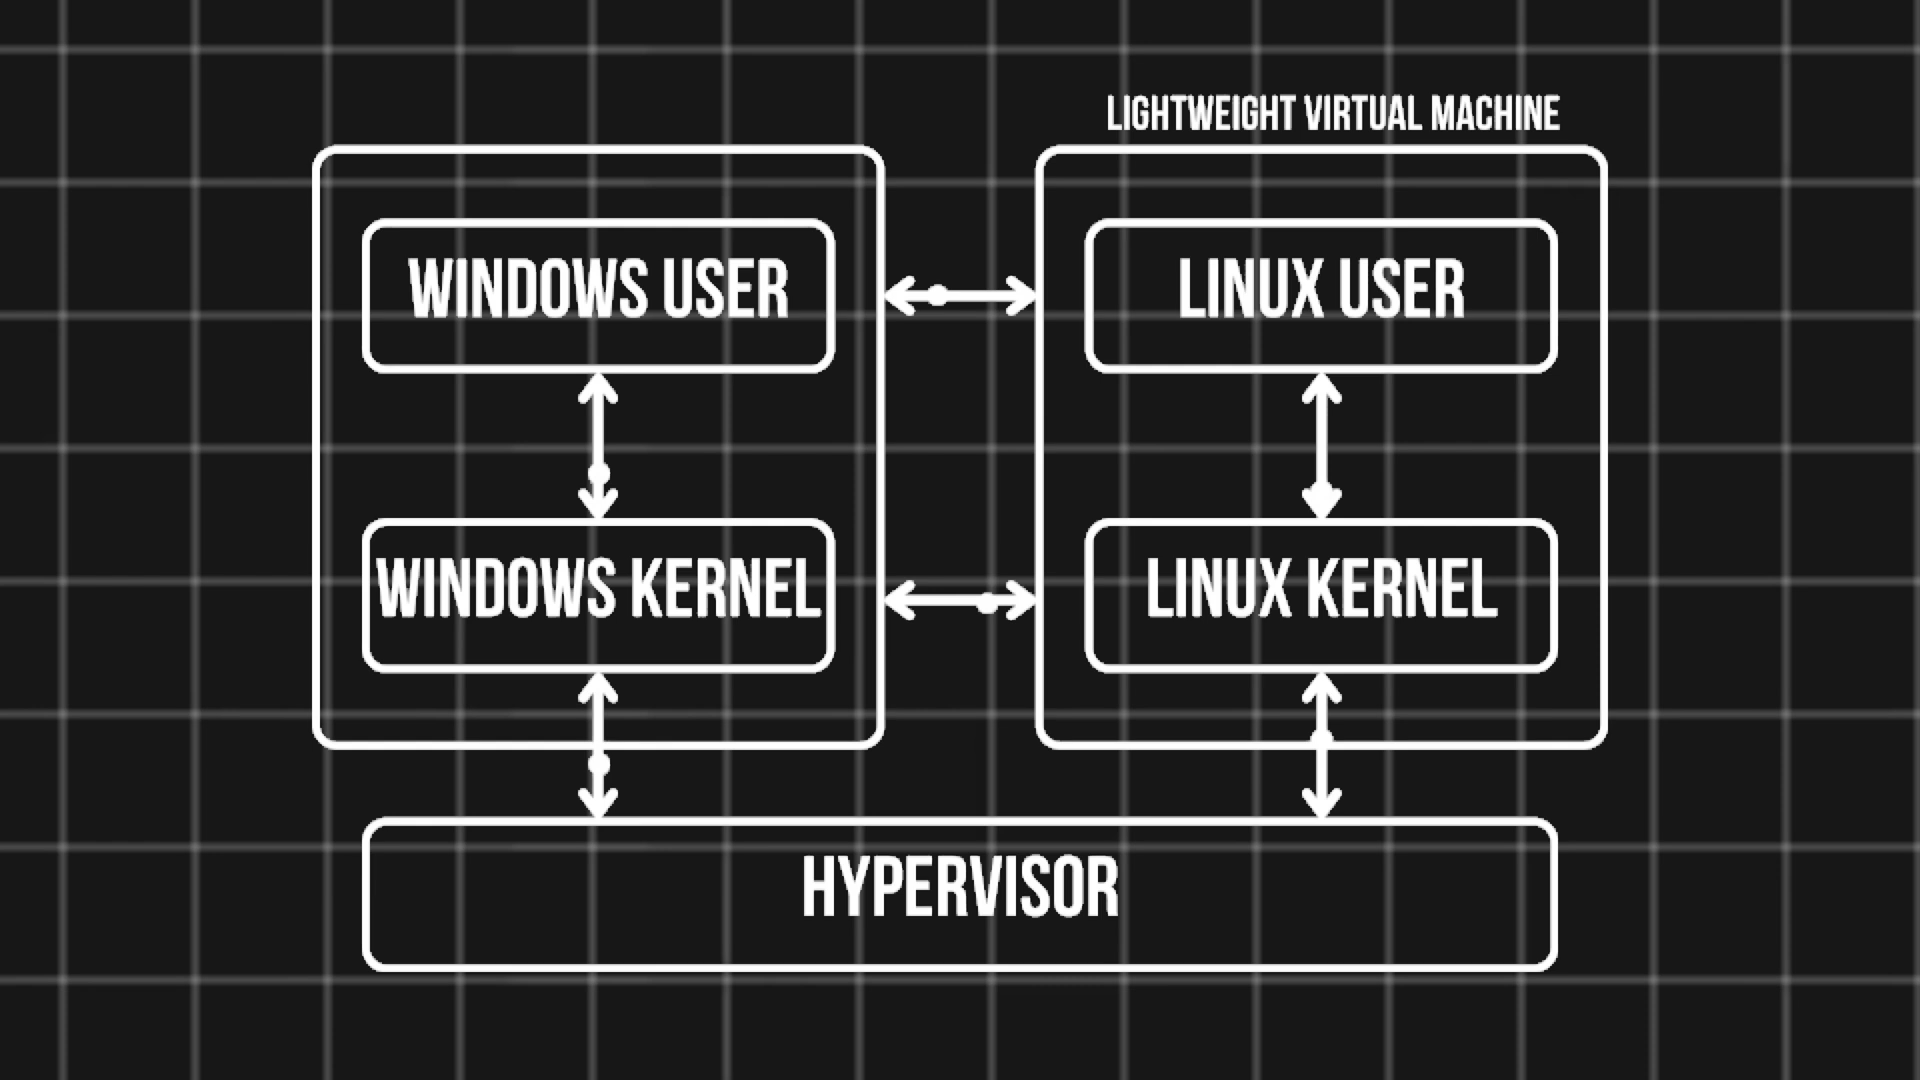 LIGHTWEIGHT VIRTUAL MACHINE
WINDOWS USER
LINUX USER
WINDOWS KERNEL
LINUX KERNEL
HYPERVISOR